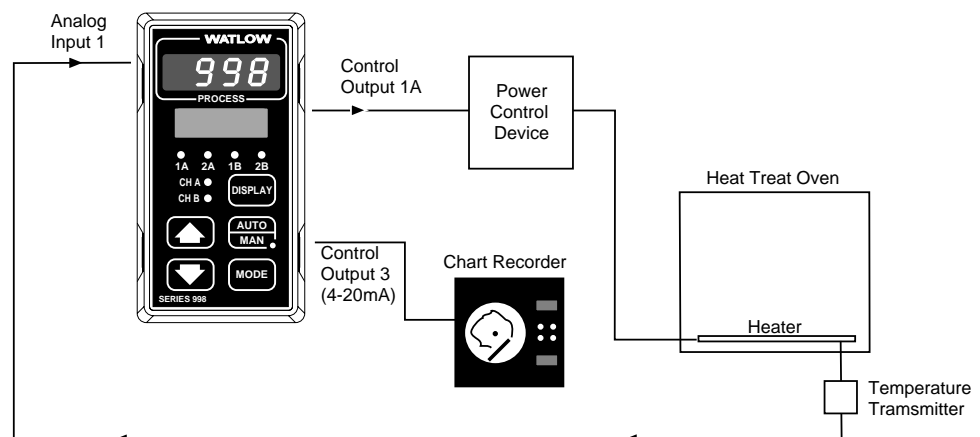 Analog
Input 1
WATLOW
998
PROCESS
1A 2A 1B 2B
CH A
CH B
DISPLAY
AUTO
MAN
MODE
SERIES 998
Control
Output 1A
Power
Control
Device
Control
Output 3
(4-20mA)
Chart Recorder
Heat Treat Oven
Heater
Temperature
Tramsmitter